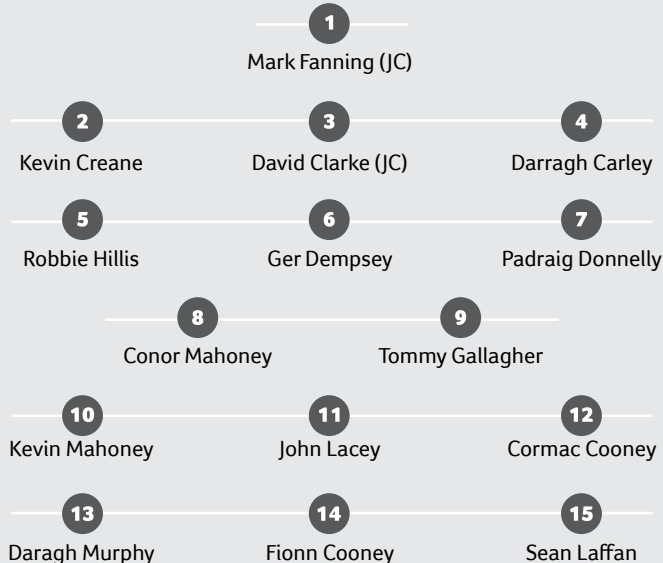 1
Mark Fanning (JC)
2 3 4
Kevin Creane David Clarke (JC) Darragh Carley
5 6 7
Robbie Hillis Ger Dempsey Padraig Donnelly
8 9
Conor Mahoney Tommy Gallagher
10 11 12
Kevin Mahoney John Lacey Cormac Cooney
13 14 15
Daragh Murphy Fionn Cooney Sean Laffan